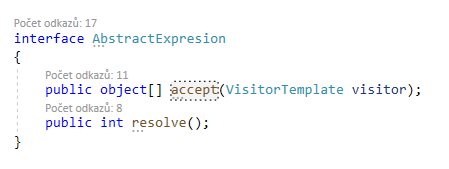 Počet odkazů: 17
interface AbstractExpresion
{
Počet odkazů: 11
public object[] accept(VisitorTemplate visitor);
Počet odkazů: 8
public int resolve();
}